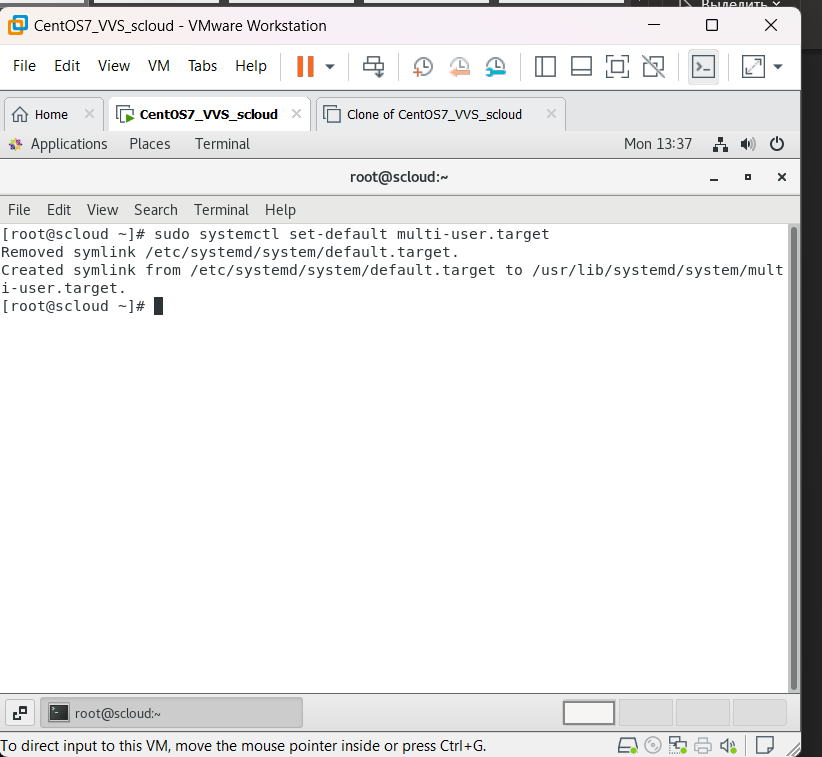 Выделить
CentOS7_VVS_scloud - VMware Workstation
File Edit View VM Tabs Help
Home CentOS7_VVS_scloud Clone of CentOS7_VVS_scloud
Applications Places Terminal Mon 13:37
root@scloud:~
File Edit View Search Terminal Help
[root@scloud ~]# sudo systemctl set-default multi-user.target
Removed symlink /etc/systemd/system/default.target.
Created symlink from /etc/systemd/system/default.target to /usr/lib/systemd/system/mult
i-user.target.
[root@scloud ~]#
root@scloud:~
To direct input to this VM, move the mouse pointer inside or press Ctrl+G.